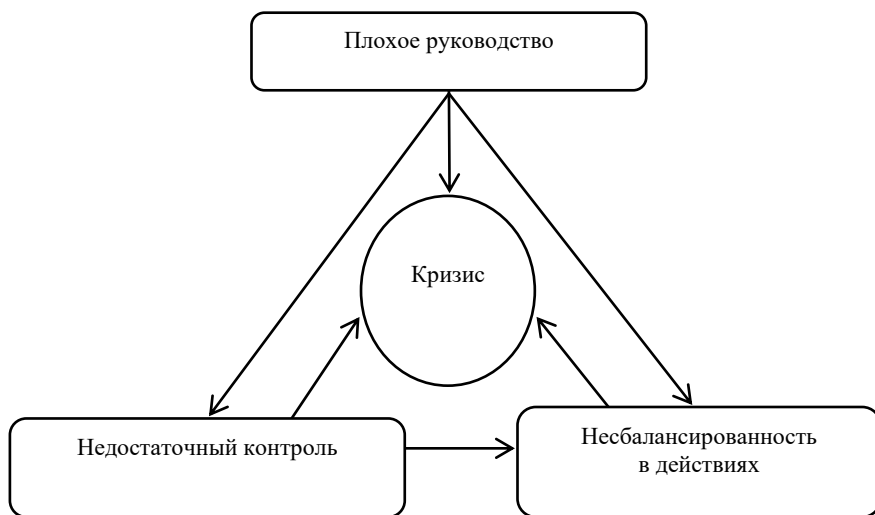 Плохое руководство
Кризис
Недостаточный контроль
Несбалансированность
в действиях